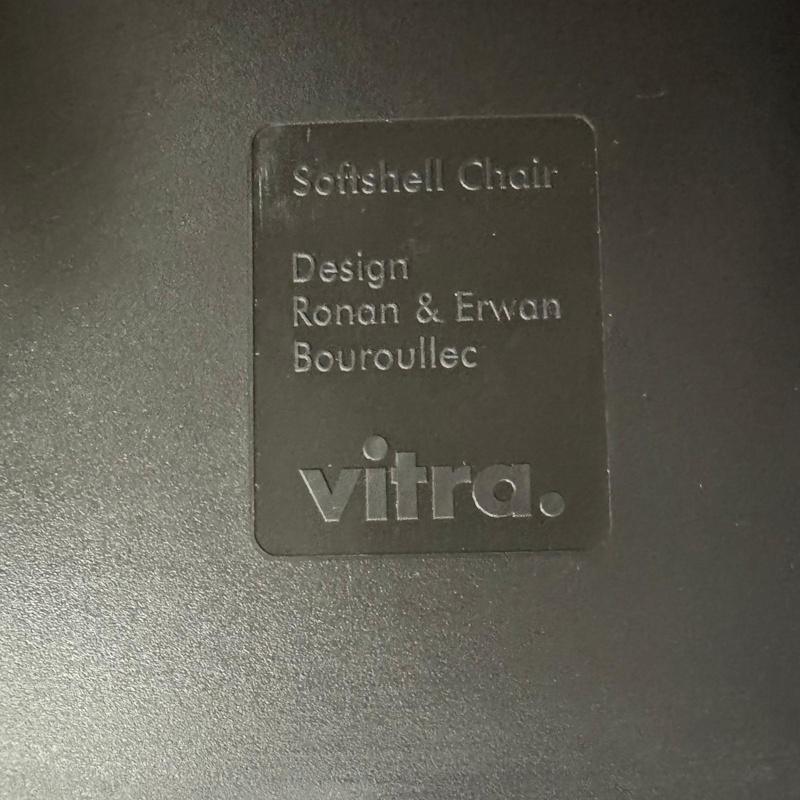 Softshell Chair
Design
Ronan & Erwan
Bouroullec
vitra.